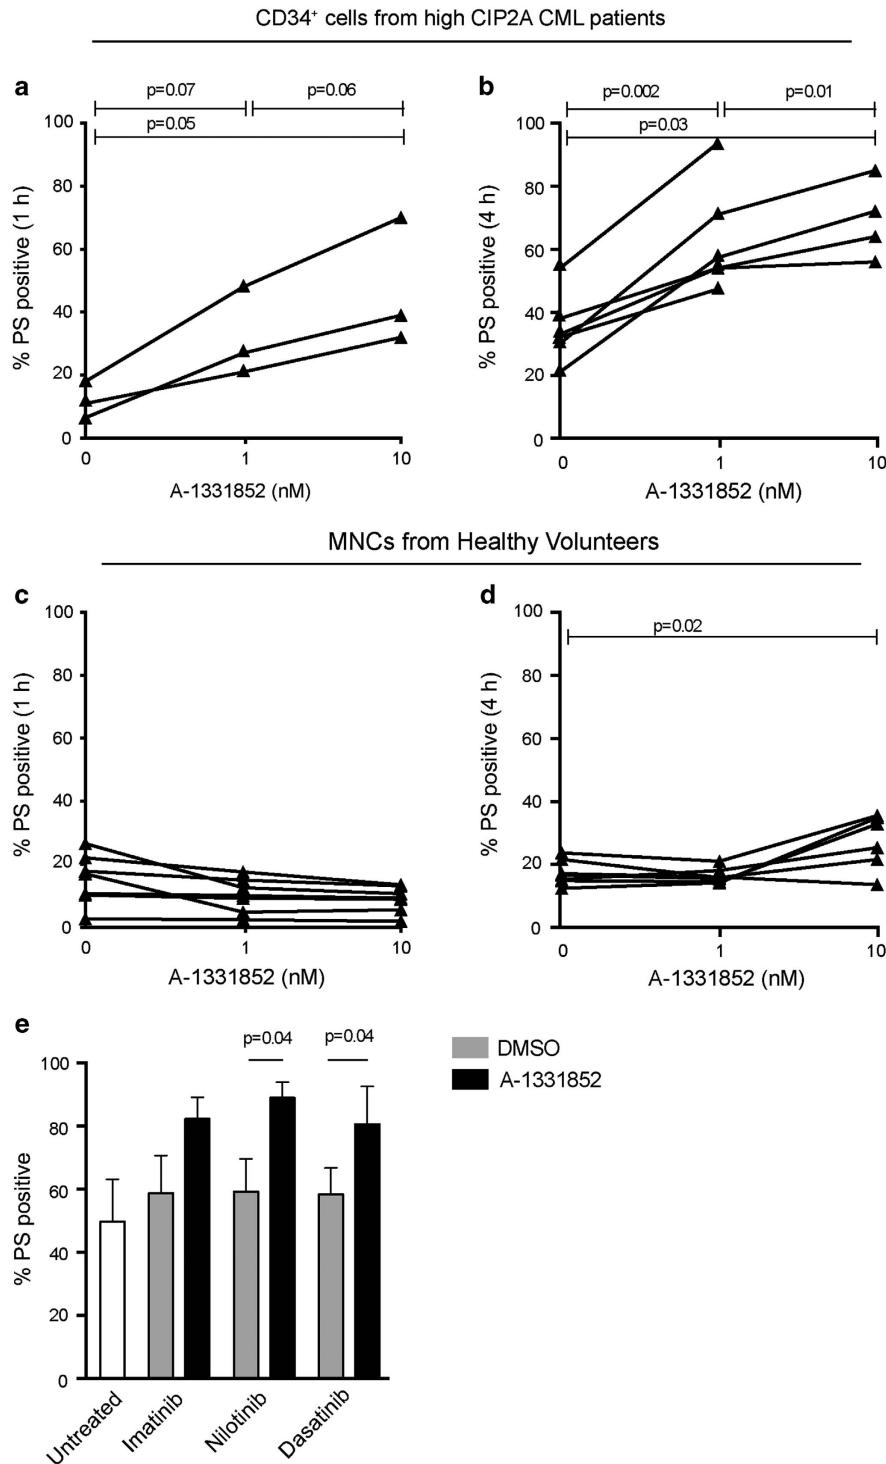 CD34⁺ cells from high CIP2A CML patients
a
p=0.07
p=0.06
p=0.05
100
80
60
40
20
0
% PS positive (1 h)
0
1
10
A-1331852 (nM)
b
p=0.002
p=0.01
p=0.03
100
80
60
40
20
0
% PS positive (4 h)
0
1
10
A-1331852 (nM)
MNCs from Healthy Volunteers
c
100
80
60
40
20
0
% PS positive (1 h)
0
1
10
A-1331852 (nM)
d
p=0.02
100
80
60
40
20
0
% PS positive (4 h)
0
1
10
A-1331852 (nM)
e
p=0.04
p=0.04
100
80
60
40
20
0
% PS positive
Untreated
Imatinib
Nilotinib
Dasatinib
DMSO
A-1331852